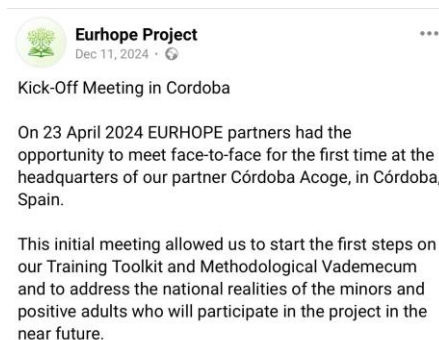 Eurhope Project
Dec 11, 2024 ·
Kick-Off Meeting in Cordoba
On 23 April 2024 EURHOPE partners had the
opportunity to meet face-to-face for the first time at the
headquarters of our partner Córdoba Acoge, in Córdoba,
Spain.
This initial meeting allowed us to start the first steps on
our Training Toolkit and Methodological Vademecum
and to address the national realities of the minors and
positive adults who will participate in the project in the
near future.